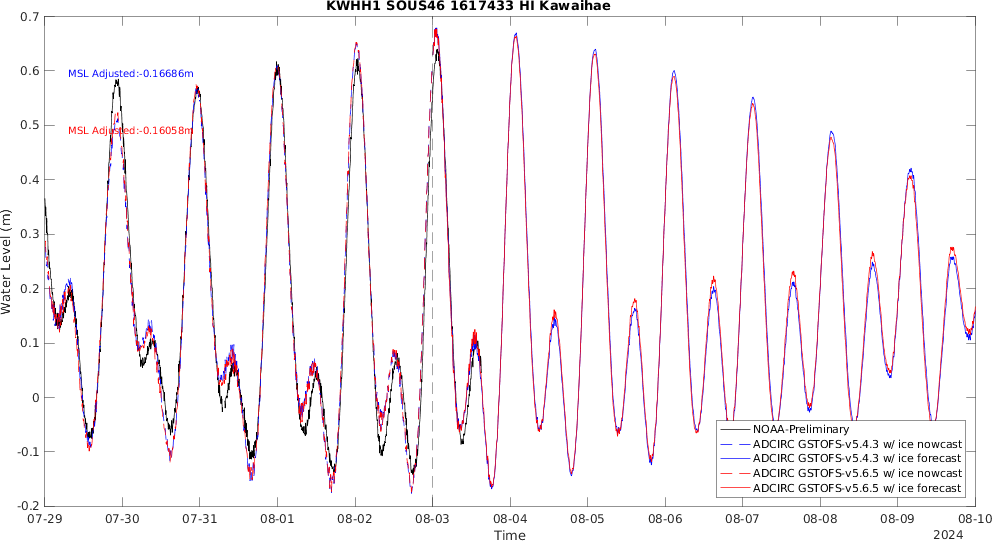 KWHH1 SOUS46 1617433 HI Kawaihae
Water Level (m)
0.7
0.6
0.5
0.4
0.3
0.2
0.1
0
-0.1
-0.2
MSL Adjusted:-0.16686m
MSL Adjusted:-0.16058m
NOAA-Preliminary
ADCIRC GSTOFS-v5.4.3 w/ ice nowcast
ADCIRC GSTOFS-v5.4.3 w/ ice forecast
ADCIRC GSTOFS-v5.6.5 w/ ice nowcast
ADCIRC GSTOFS-v5.6.5 w/ ice forecast
07-29 07-30 07-31 08-01 08-02 08-03 08-04 08-05 08-06 08-07 08-08 08-09 08-10
Time
2024